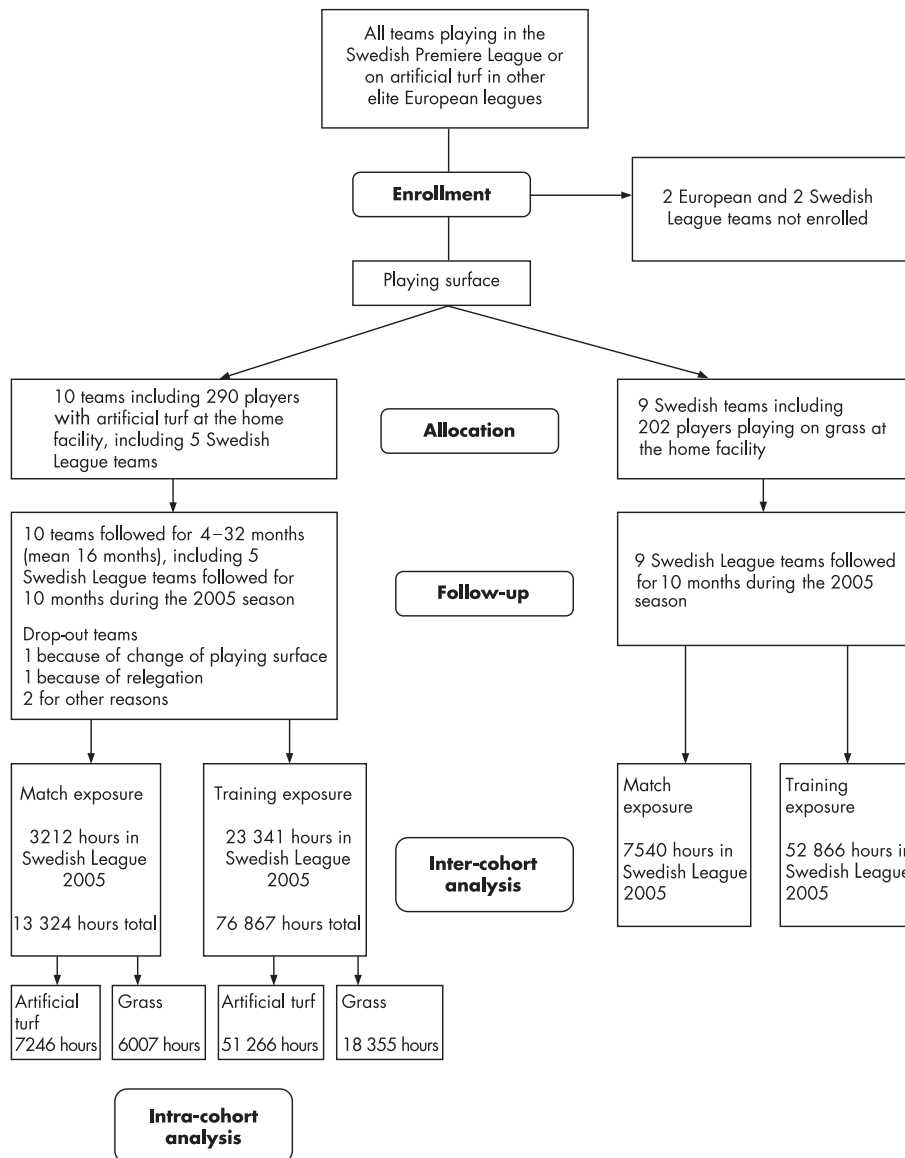 All teams playing in the
Swedish Premiere League or
on artificial turf in other
elite European leagues
Enrollment
2 European and 2 Swedish
League teams not enrolled
Playing surface
10 teams including 290 players
with artificial turf at the home
facility, including 5 Swedish
League teams
Allocation
9 Swedish teams including
202 players playing on grass at
the home facility
10 teams followed for 4–32 months
(mean 16 months), including 5
Swedish League teams followed for
10 months during the 2005 season
Drop-out teams
1 because of change of playing surface
1 because of relegation
2 for other reasons
Follow-up
9 Swedish League teams followed
for 10 months during the 2005
season
Match exposure
3212 hours in
Swedish League
2005
13 324 hours total
Training exposure
23 341 hours in
Swedish League
2005
76 867 hours total
Inter-cohort
analysis
Match
exposure
7540 hours in
Swedish League
2005
Training
exposure
52 866 hours in
Swedish League
2005
Artificial
turf
7246 hours
Grass
6007 hours
Artificial turf
51 266 hours
Grass
18 355 hours
Intra-cohort
analysis